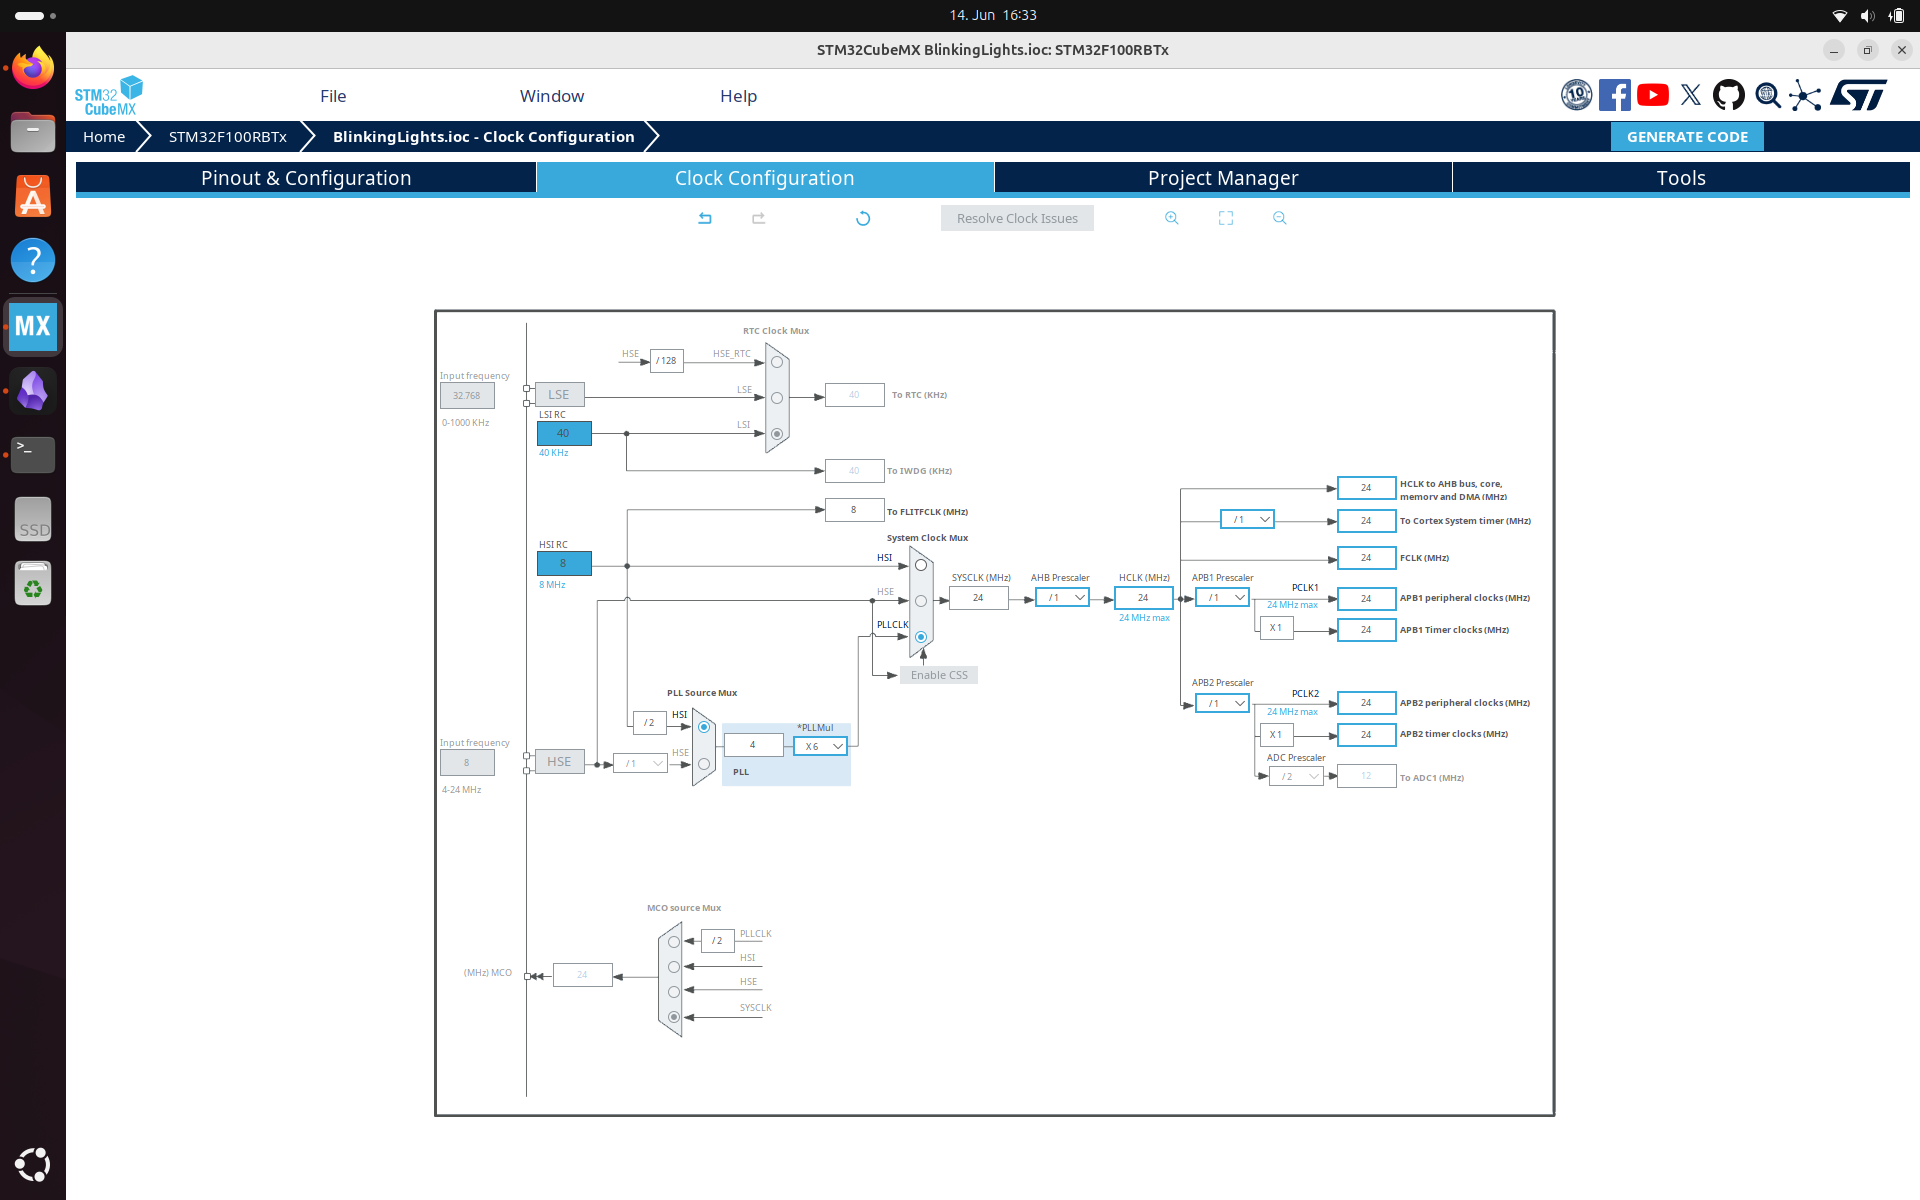 14. Jun 16:33
STM32CubeMX BlinkingLights.ioc: STM32F100RBTx
STM32 CubeMX
File
Window
Help
10
Home
STM32F100RBTx
BlinkingLights.ioc - Clock Configuration
GENERATE CODE
Pinout & Configuration
Clock Configuration
Project Manager
Tools
Resolve Clock Issues
MX
>_
SSD
RTC Clock Mux
HSE
/ 128
HSE_RTC
Input frequency
32.768
0-1000 KHz
LSE
LSE
40
To RTC (KHz)
LSI RC
40
40 KHz
LSI
40
To IWDG (KHz)
8
To FLITFCLK (MHz)
HSI RC
8
8 MHz
System Clock Mux
HSI
HSE
PLLCLK
Enable CSS
SYSCLK (MHz)
24
AHB Prescaler
/ 1
HCLK (MHz)
24
24 MHz max
24
HCLK to AHB bus, core,
memory and DMA (MHz)
/ 1
24
To Cortex System timer (MHz)
24
FCLK (MHz)
APB1 Prescaler
/ 1
PCLK1
24 MHz max
24
APB1 peripheral clocks (MHz)
X 1
24
APB1 Timer clocks (MHz)
APB2 Prescaler
/ 1
PCLK2
24 MHz max
24
APB2 peripheral clocks (MHz)
X 1
24
APB2 timer clocks (MHz)
ADC Prescaler
/ 2
12
To ADC1 (MHz)
PLL Source Mux
/ 2
HSI
*PLLMul
4
X 6
PLL
Input frequency
8
4-24 MHz
HSE
/ 1
HSE
MCO source Mux
/ 2
PLLCLK
HSI
HSE
SYSCLK
(MHz) MCO
24